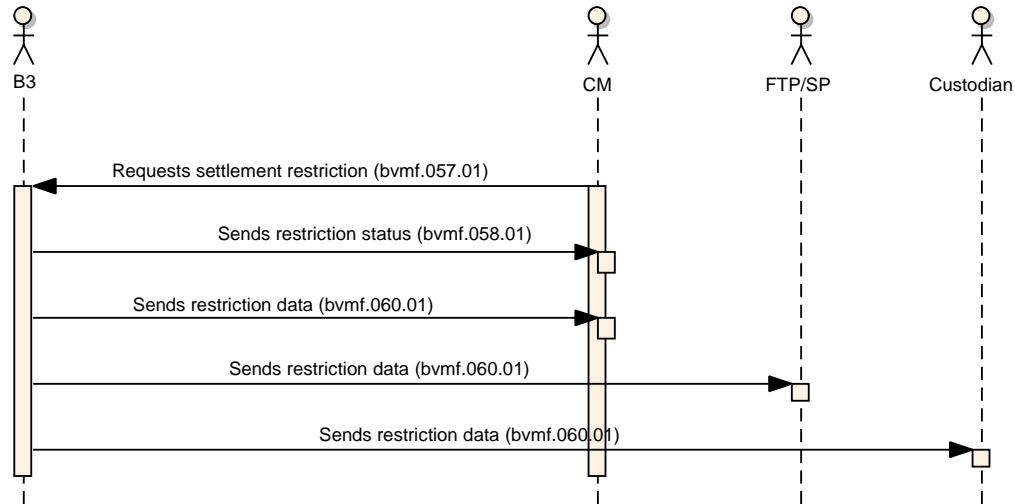 B3
CM
FTP/SP
Custodian
Requests settlement restriction (bvmf.057.01)
Sends restriction status (bvmf.058.01)
Sends restriction data (bvmf.060.01)
Sends restriction data (bvmf.060.01)
Sends restriction data (bvmf.060.01)